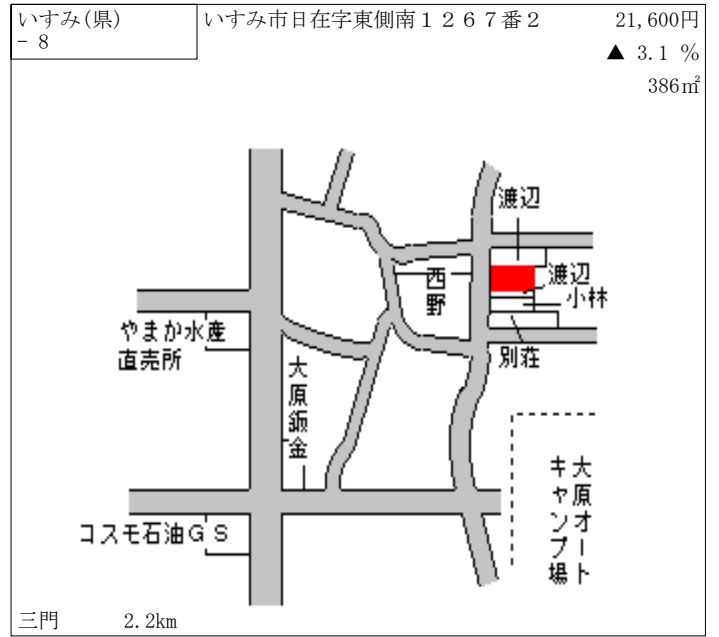 いすみ(県) いすみ市日在字東側南１２６７番２ 21,600円
- 8
▲ 3.1 %
386㎡
渡辺
西野
渡辺
小林
やまか水産
直売所
別荘
大原鈑金
大原オート
キャンプ場
コスモ石油ＧＳ
三門 2.2km